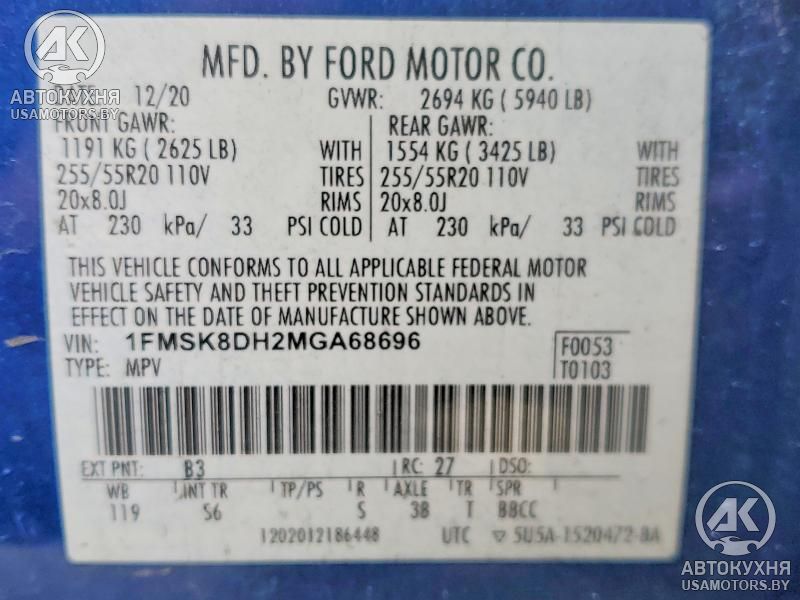 MFD. BY FORD MOTOR CO.
DATE: 12/20 GVWR: 2694 KG ( 5940 LB)
FRONT GAWR: REAR GAWR:
1191 KG ( 2625 LB) WITH 1554 KG ( 3425 LB) WITH
255/55R20 110V TIRES 255/55R20 110V TIRES
20x8.0J RIMS 20x8.0J RIMS
AT 230 kPa/ 33 PSI COLD AT 230 kPa/ 33 PSI COLD
THIS VEHICLE CONFORMS TO ALL APPLICABLE FEDERAL MOTOR
VEHICLE SAFETY AND THEFT PREVENTION STANDARDS IN
EFFECT ON THE DATE OF MANUFACTURE SHOWN ABOVE.
VIN: 1FMSK8DH2MGA68696 F0053
TYPE: MPV T0103
EXT PNT: B3 RC: 27 DSO:
WB INT TR TP/PS R AXLE TR SPR
119 S6 S 38 T BBCC
1202012186448 UTC ▽ 5U5A-1520472-BA
АК
АВТОКУХНЯ
USAMOTORS.BY
АК
АВТОКУХНЯ
USAMOTORS.BY